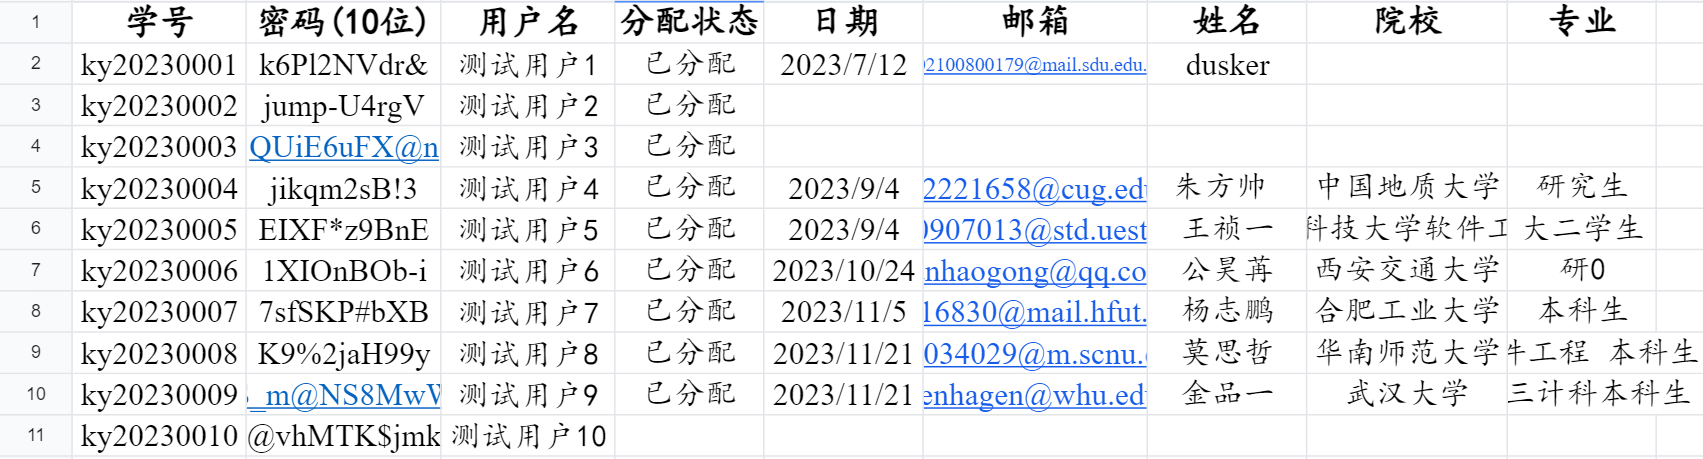 1 学号 密码(10位) 用户名 分配状态 日期 邮箱 姓名 院校 专业
2 ky20230001 k6Pl2NVdr& 测试用户1 已分配 2023/7/12 02100800179@mail.sdu.edu. dusker
3 ky20230002 jump-U4rgV 测试用户2 已分配
4 ky20230003 QUiE6uFX@n 测试用户3 已分配
5 ky20230004 jikqm2sB!3 测试用户4 已分配 2023/9/4 2221658@cug.edu 朱方帅 中国地质大学 研究生
6 ky20230005 EIXF*z9BnE 测试用户5 已分配 2023/9/4 0907013@std.uest 王祯一 科技大学软件工 大二学生
7 ky20230006 1XIOnBOb-i 测试用户6 已分配 2023/10/24 nhaogong@qq.co 公昊苒 西安交通大学 研0
8 ky20230007 7sfSKP#bXB 测试用户7 已分配 2023/11/5 16830@mail.hfut. 杨志鹏 合肥工业大学 本科生
9 ky20230008 K9%2jaH99y 测试用户8 已分配 2023/11/21 034029@m.scnu. 莫思哲 华南师范大学 件工程 本科生
10 ky20230009 _m@NS8MwW 测试用户9 已分配 2023/11/21 enhagen@whu.edu 金品一 武汉大学 三计科本科生
11 ky20230010 @vhMTK$jmk 测试用户10